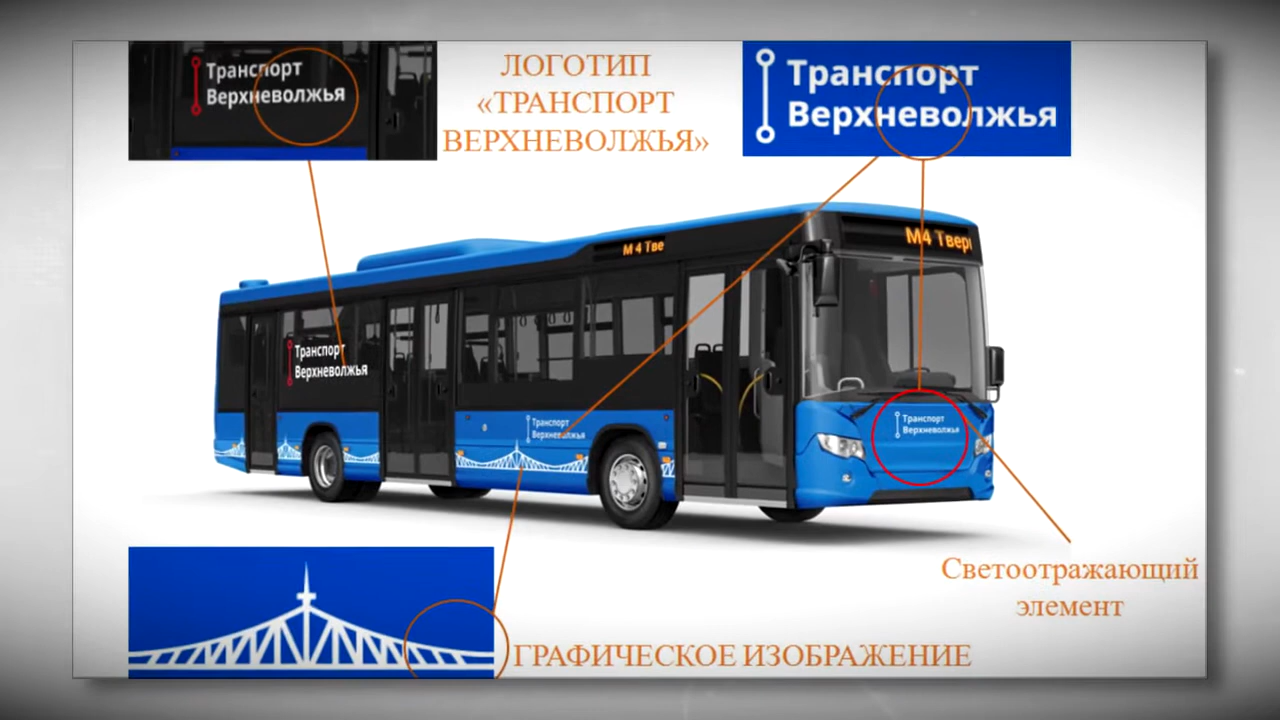 Транспорт
Верхневолжья
ЛОГОТИП
«ТРАНСПОРТ
ВЕРХНЕВОЛЖЬЯ»
Транспорт
Верхневолжья
М 4 Тве
М4 Твер
Транспорт
Верхневолжья
Транспорт
Верхневолжья
Транспорт
Верхневолжья
Светоотражающий
элемент
ГРАФИЧЕСКОЕ ИЗОБРАЖЕНИЕ